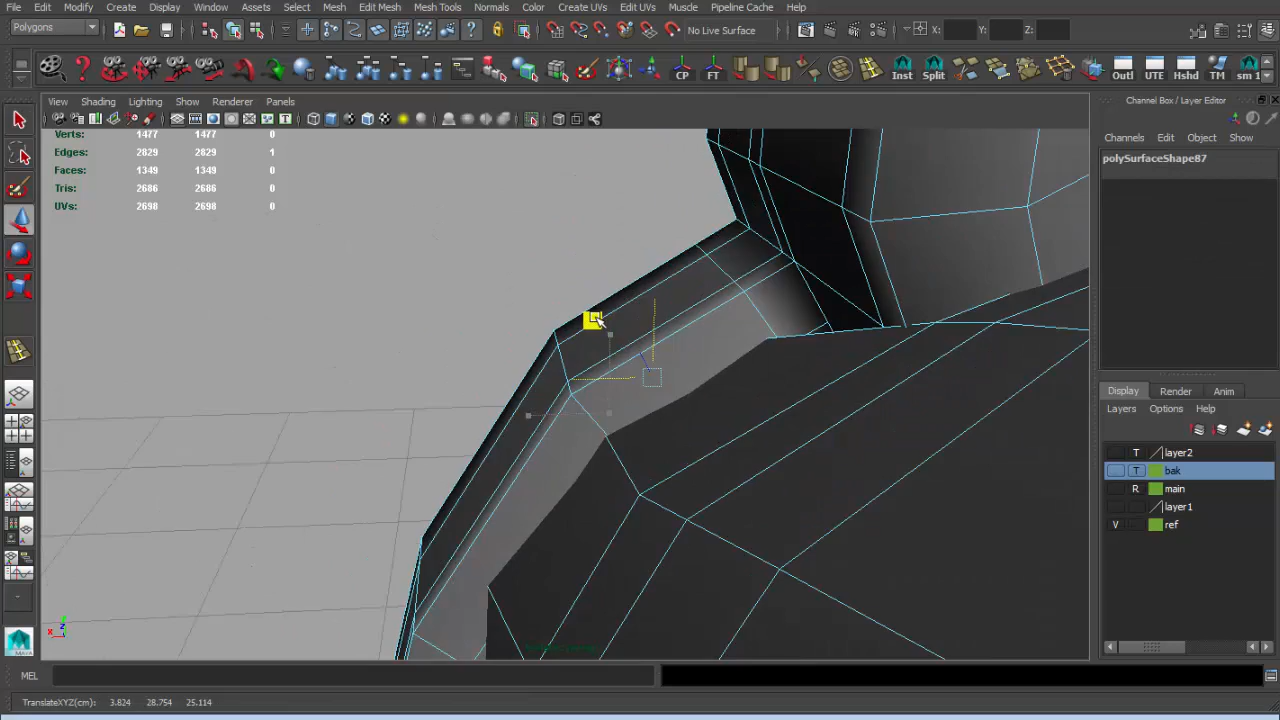 File Edit Modify Create Display Window Assets Select Mesh Edit Mesh Mesh Tools Normals Color Create UVs Edit UVs Muscle Pipeline Cache Help
Polygons
No Live Surface
X: Y: Z:
CP FT Inst Split Outl UTE Hshd TM sm 1
View Shading Lighting Show Renderer Panels
Channel Box / Layer Editor
Channels Edit Object Show
polySurfaceShape87
Verts: 1477 1477 0
Edges: 2829 2829 1
Faces: 1349 1349 0
Tris: 2686 2686 0
UVs: 2698 2698 0
Display Render Anim
Layers Options Help
T layer2
T bak
R main
layer1
V ref
MEL
TranslateXYZ(cm): 3.824 28.754 25.114